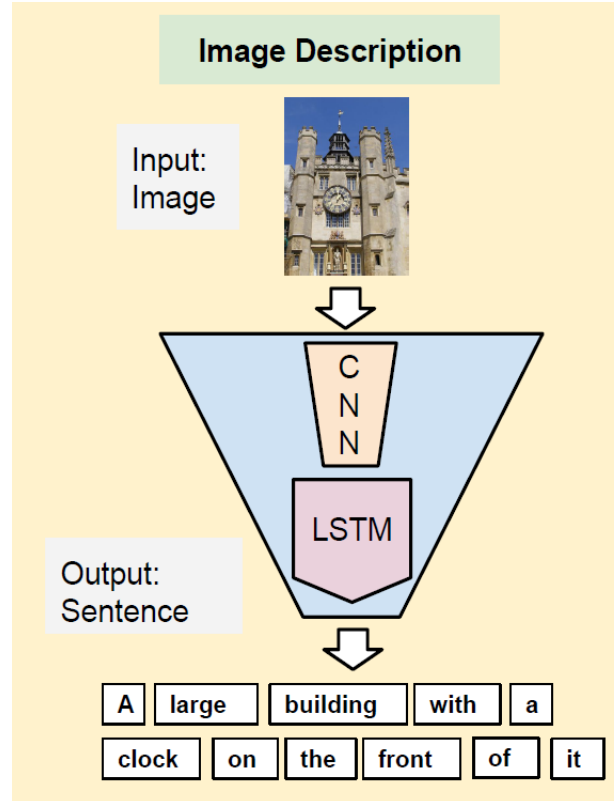 Image Description
Input:
Image
C
N
N
LSTM
Output:
Sentence
A large building with a
clock on the front of it